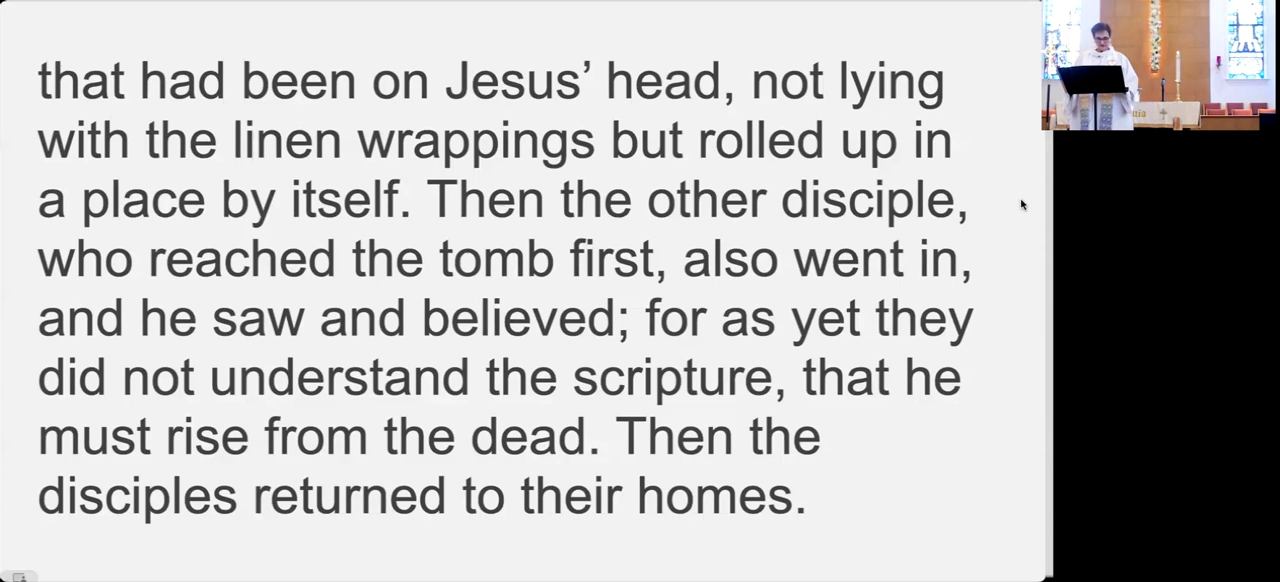 that had been on Jesus’ head, not lying
with the linen wrappings but rolled up in
a place by itself. Then the other disciple,
who reached the tomb first, also went in,
and he saw and believed; for as yet they
did not understand the scripture, that he
must rise from the dead. Then the
disciples returned to their homes.